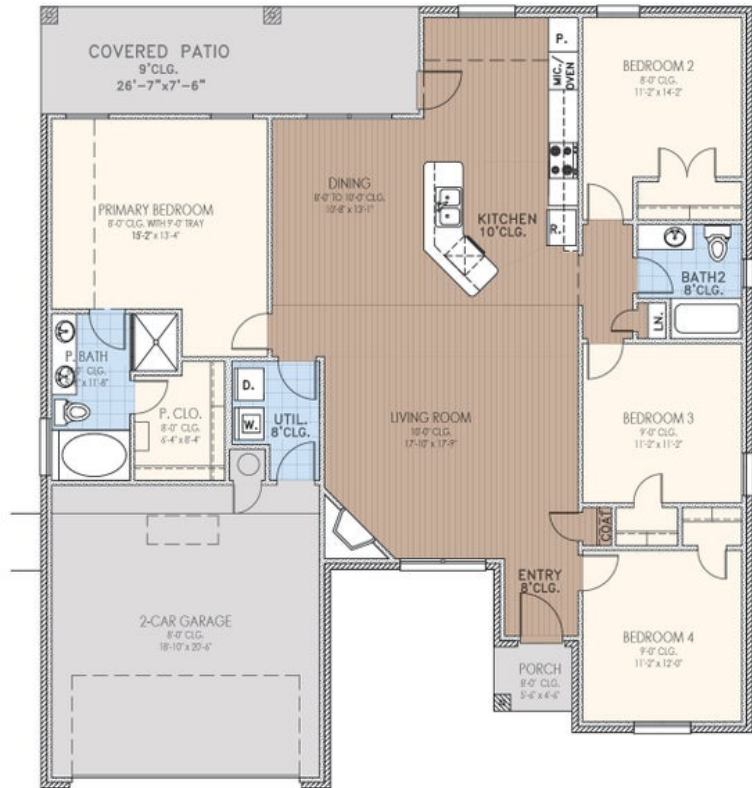 COVERED PATIO
9'CLG.
26'-7"x7'-6"
P.
MIC./
OVEN
BEDROOM 2
8'-0" CLG.
11'-2" x 14'-2"
DINING
8'-0" TO 10'-0" CLG.
10'-8" x 13'-1"
PRIMARY BEDROOM
8'-0" CLG. WITH 9'-0" TRAY
15'-2" x 13'-4"
KITCHEN
10'CLG.
R.
BATH2
8'CLG.
LN.
P. BATH
CLG.
11'-8"
P. CLO.
8'-0" CLG.
6'-4" x 8'-4"
D.
W.
UTIL.
8'CLG.
LIVING ROOM
10'-0" CLG.
17'-10" x 17'-9"
BEDROOM 3
9'-0" CLG.
11'-2" x 11'-2"
COAT
ENTRY
8'CLG.
2-CAR GARAGE
8'-0" CLG.
18'-10" x 20'-6"
PORCH
8'-0" CLG.
5'-6" x 4'-6"
BEDROOM 4
9'-0" CLG.
11'-2" x 12'-0"